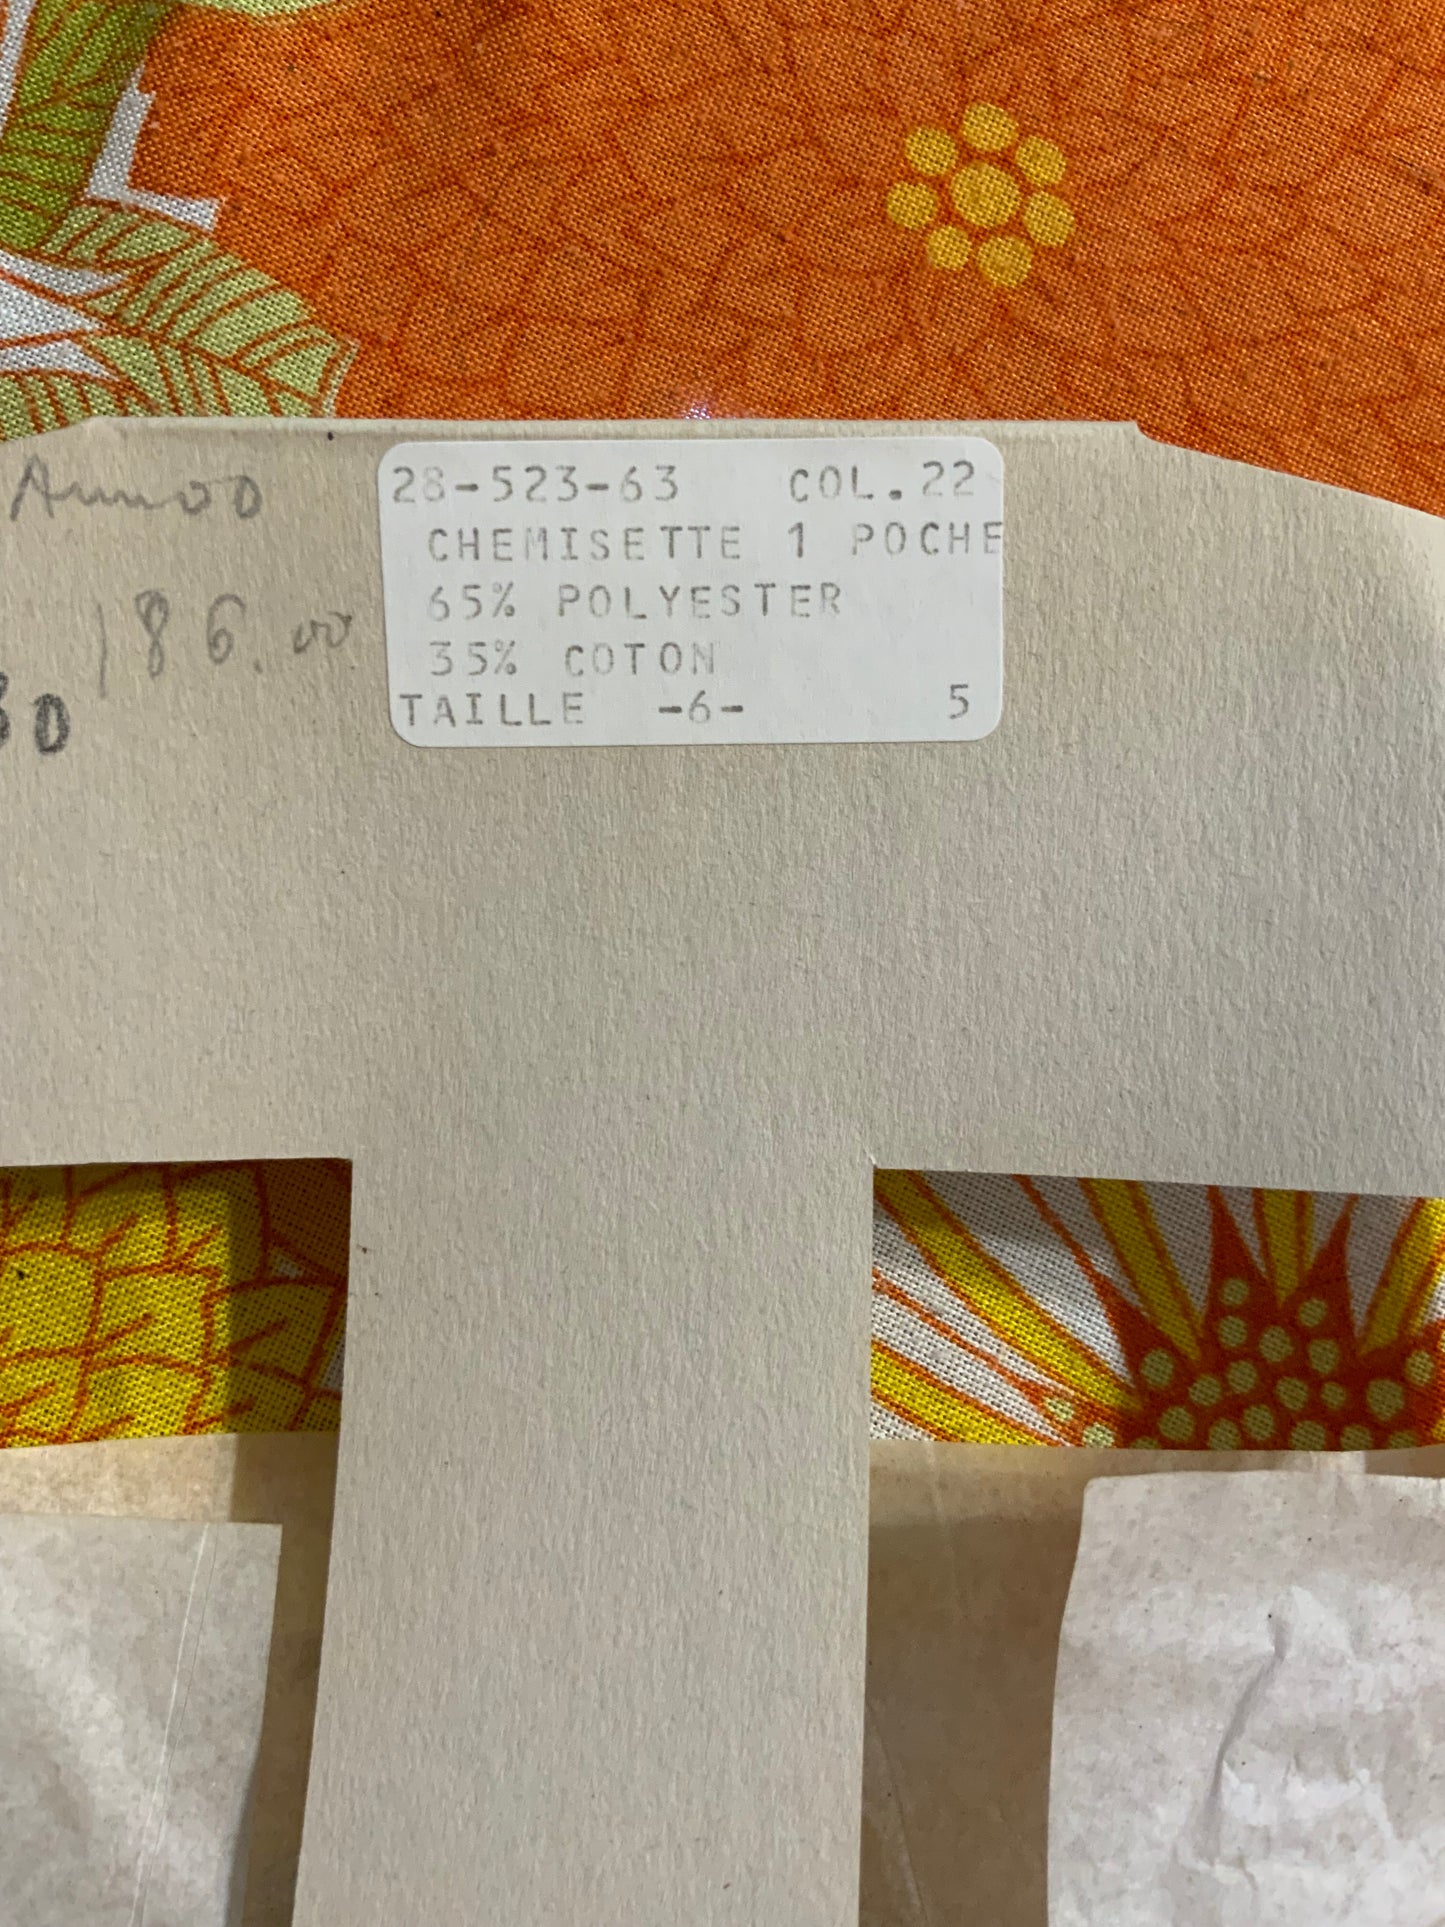 28-523-63 COL.22
CHEMISETTE 1 POCHE
65% POLYESTER
35% COTON
TAILLE -6- 5
186.00